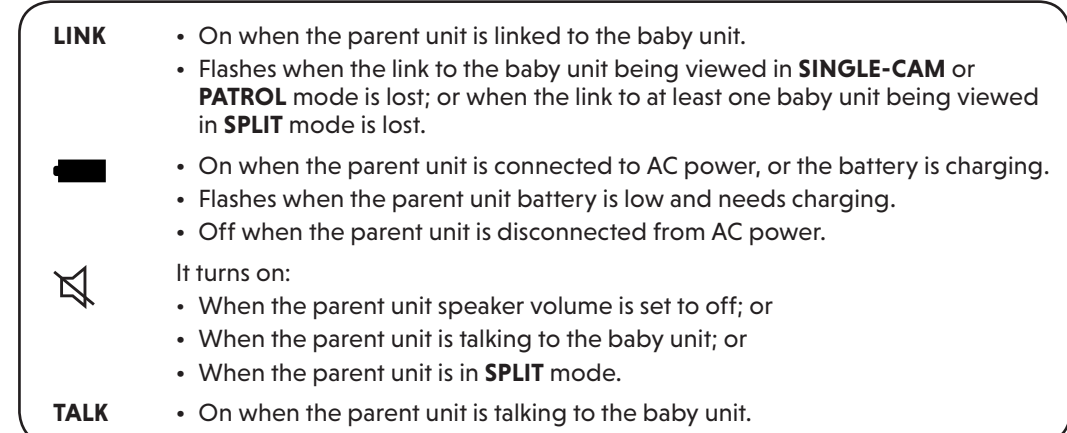 LINK • On when the parent unit is linked to the baby unit.
• Flashes when the link to the baby unit being viewed in SINGLE-CAM or
PATROL mode is lost; or when the link to at least one baby unit being viewed
in SPLIT mode is lost.
• On when the parent unit is connected to AC power, or the battery is charging.
• Flashes when the parent unit battery is low and needs charging.
• Off when the parent unit is disconnected from AC power.
It turns on:
• When the parent unit speaker volume is set to off; or
• When the parent unit is talking to the baby unit; or
• When the parent unit is in SPLIT mode.
TALK • On when the parent unit is talking to the baby unit.